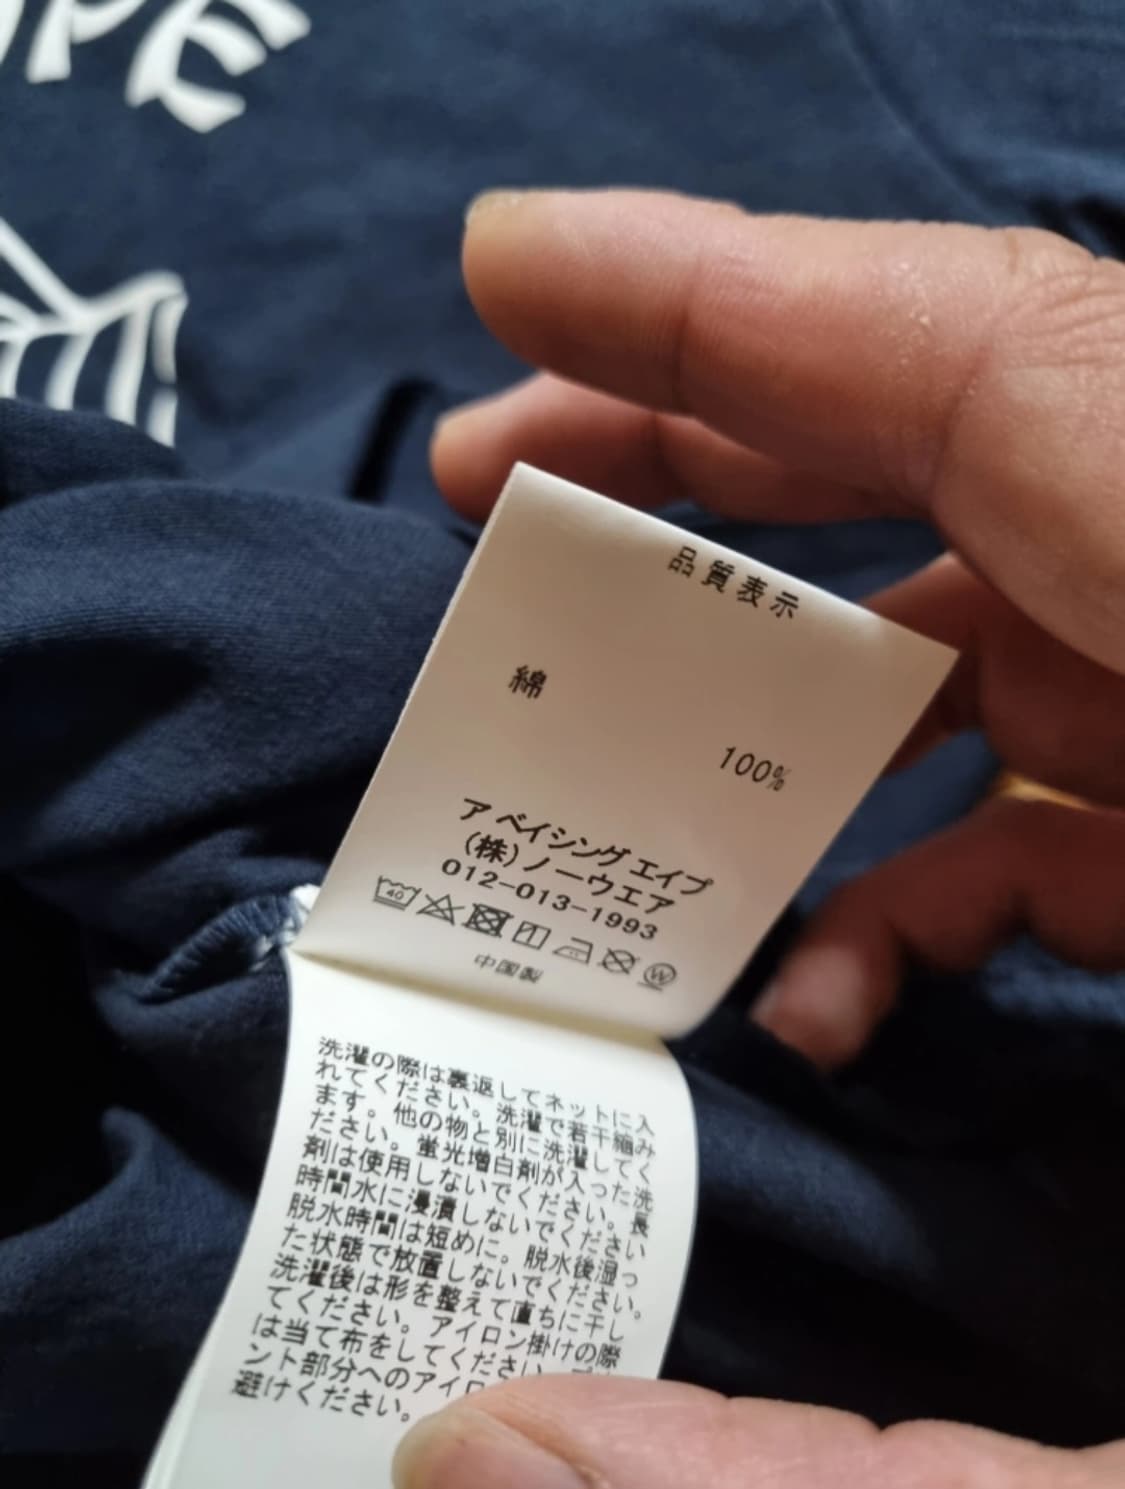 OPE
品質表示
綿
100%
ア ベイシングエイプ
(株)ノーウエア
012-013-1993
40
W
中国製
洗濯の際は裏返してネットに入
れてください。洗濯で若干縮み
ます。他の物と別に洗濯してく
ださい。蛍光増白剤が入った洗
剤は使用しないでください。長
時間水に浸漬しないでください
脱水時間は短めに。脱水後湿っ
た状態で放置しないでください。
洗濯後は形を整えて直ちに干し
てください。アイロン掛けの際
は当て布をしてください
ント部分へのアイロ
避けください。